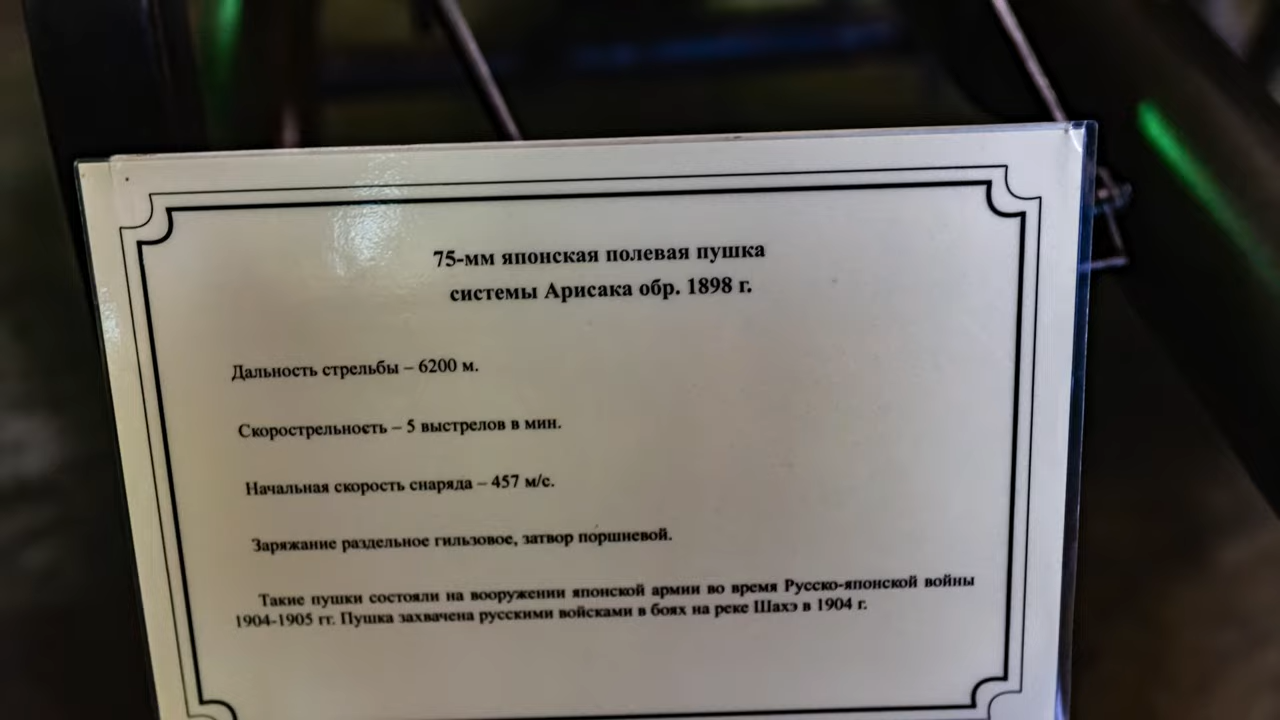 75-мм японская полевая пушка
системы Арисака обр. 1898 г.
Дальность стрельбы – 6200 м.
Скорострельность – 5 выстрелов в мин.
Начальная скорость снаряда – 457 м/с.
Заряжание раздельное гильзовое, затвор поршневой.
Такие пушки состояли на вооружении японской армии во время Русско-японской войны
1904-1905 гг. Пушка захвачена русскими войсками в боях на реке Шахэ в 1904 г.